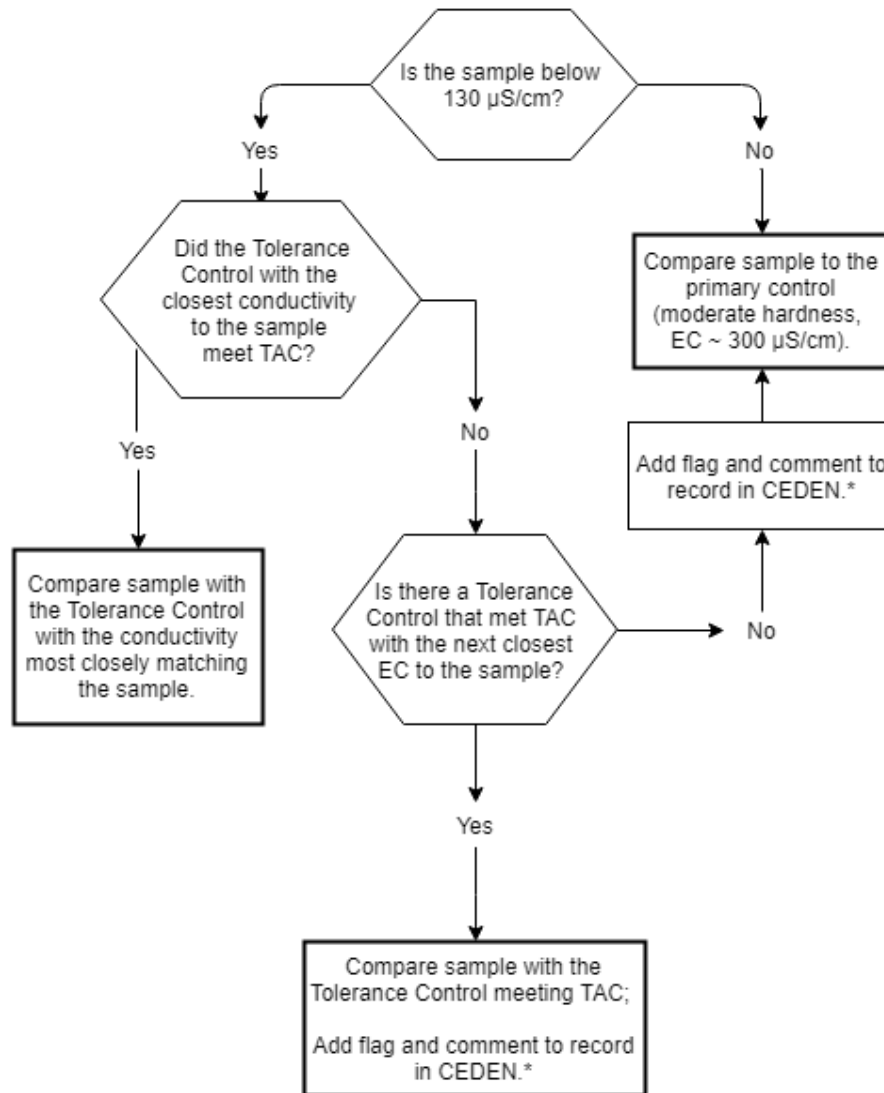 Is the sample below
130 µS/cm?
Yes
No
Did the Tolerance
Control with the
closest conductivity
to the sample
meet TAC?
Compare sample to the
primary control
(moderate hardness,
EC ~ 300 µS/cm).
Yes
No
Add flag and comment to
record in CEDEN.*
Compare sample with
the Tolerance Control
with the conductivity
most closely matching
the sample.
Is there a Tolerance
Control that met TAC
with the next closest
EC to the sample?
No
Yes
Compare sample with the
Tolerance Control meeting TAC;
Add flag and comment to record
in CEDEN.*